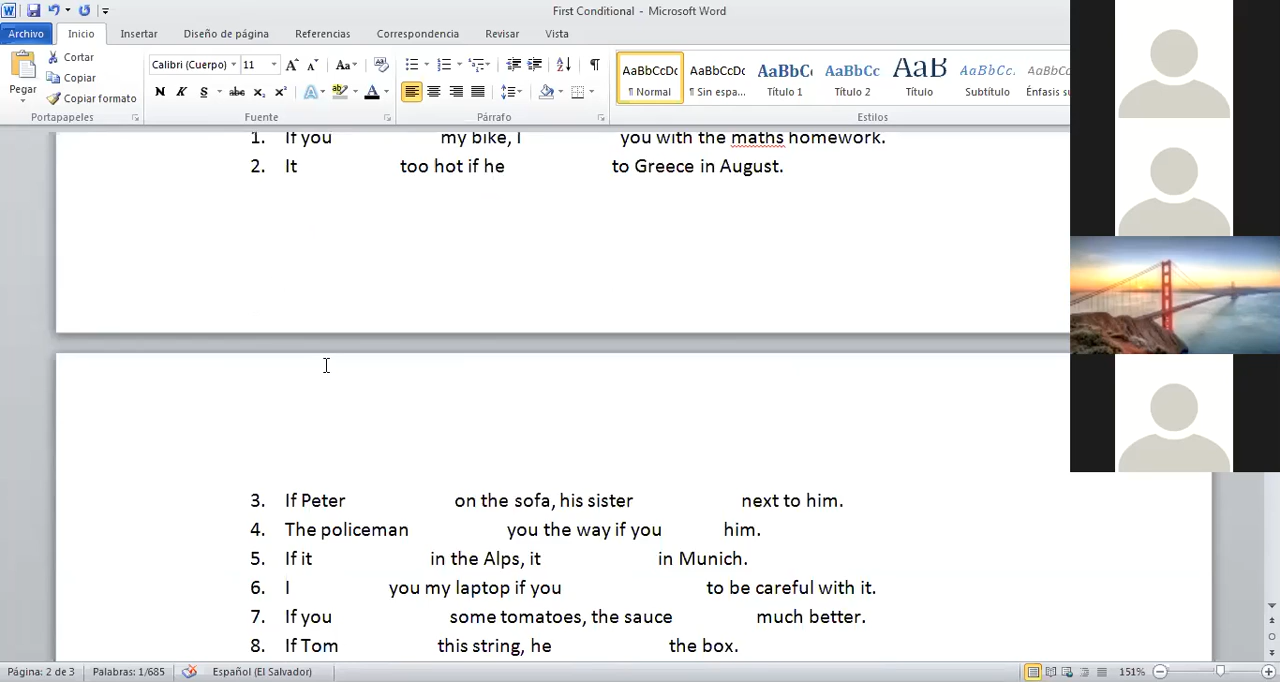 First Conditional - Microsoft Word
Archivo Inicio Insertar Diseño de página Referencias Correspondencia Revisar Vista
Pegar
Cortar
Copiar
Copiar formato
Portapapeles
Calibri (Cuerpo) 11
N K S abc x₂ x² A ab A
Fuente
Párrafo
AaBbCcDc AaBbCcDc AaBbC AaBbCc AaB AaBbCc. AaBbCc
¶ Normal ¶ Sin espa... Título 1 Título 2 Título Subtítulo Énfasis su
Estilos
1. If you my bike, I you with the maths homework.
2. It too hot if he to Greece in August.
3. If Peter on the sofa, his sister next to him.
4. The policeman you the way if you him.
5. If it in the Alps, it in Munich.
6. I you my laptop if you to be careful with it.
7. If you some tomatoes, the sauce much better.
8. If Tom this string, he the box.
Página: 2 de 3 Palabras: 1/685 Español (El Salvador) 151%